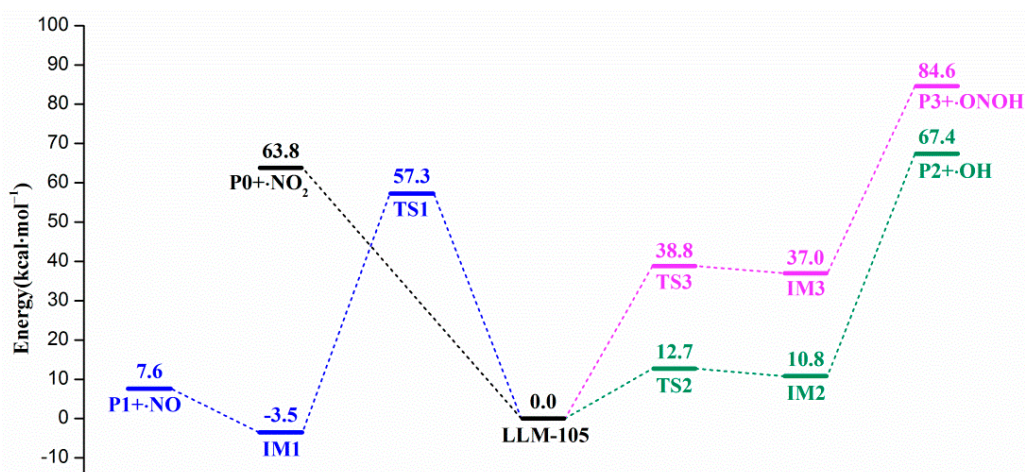 Energy(kcal·mol⁻¹)
100
90
80
70
60
50
40
30
20
10
0
-10
63.8
P0+·NO₂
57.3
TS1
7.6
P1+·NO
-3.5
IM1
0.0
LLM-105
38.8
TS3
37.0
IM3
12.7
TS2
10.8
IM2
84.6
P3+·ONOH
67.4
P2+·OH